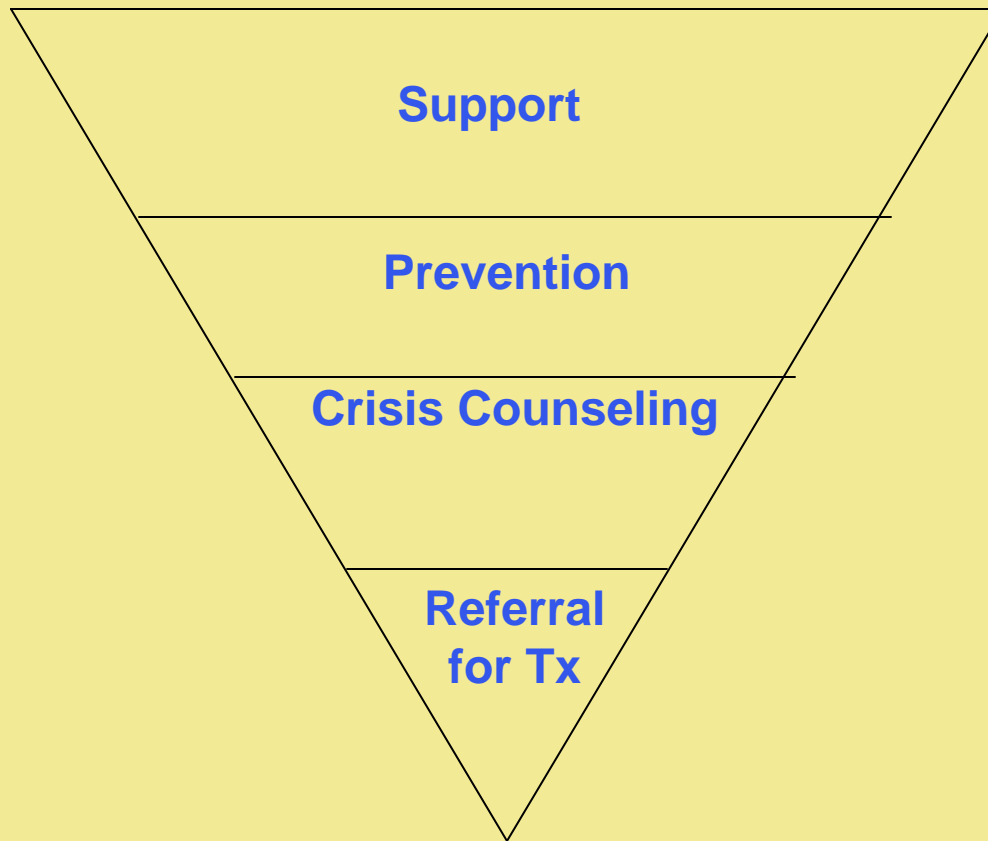 Support
Prevention
Crisis Counseling
Referral
for Tx